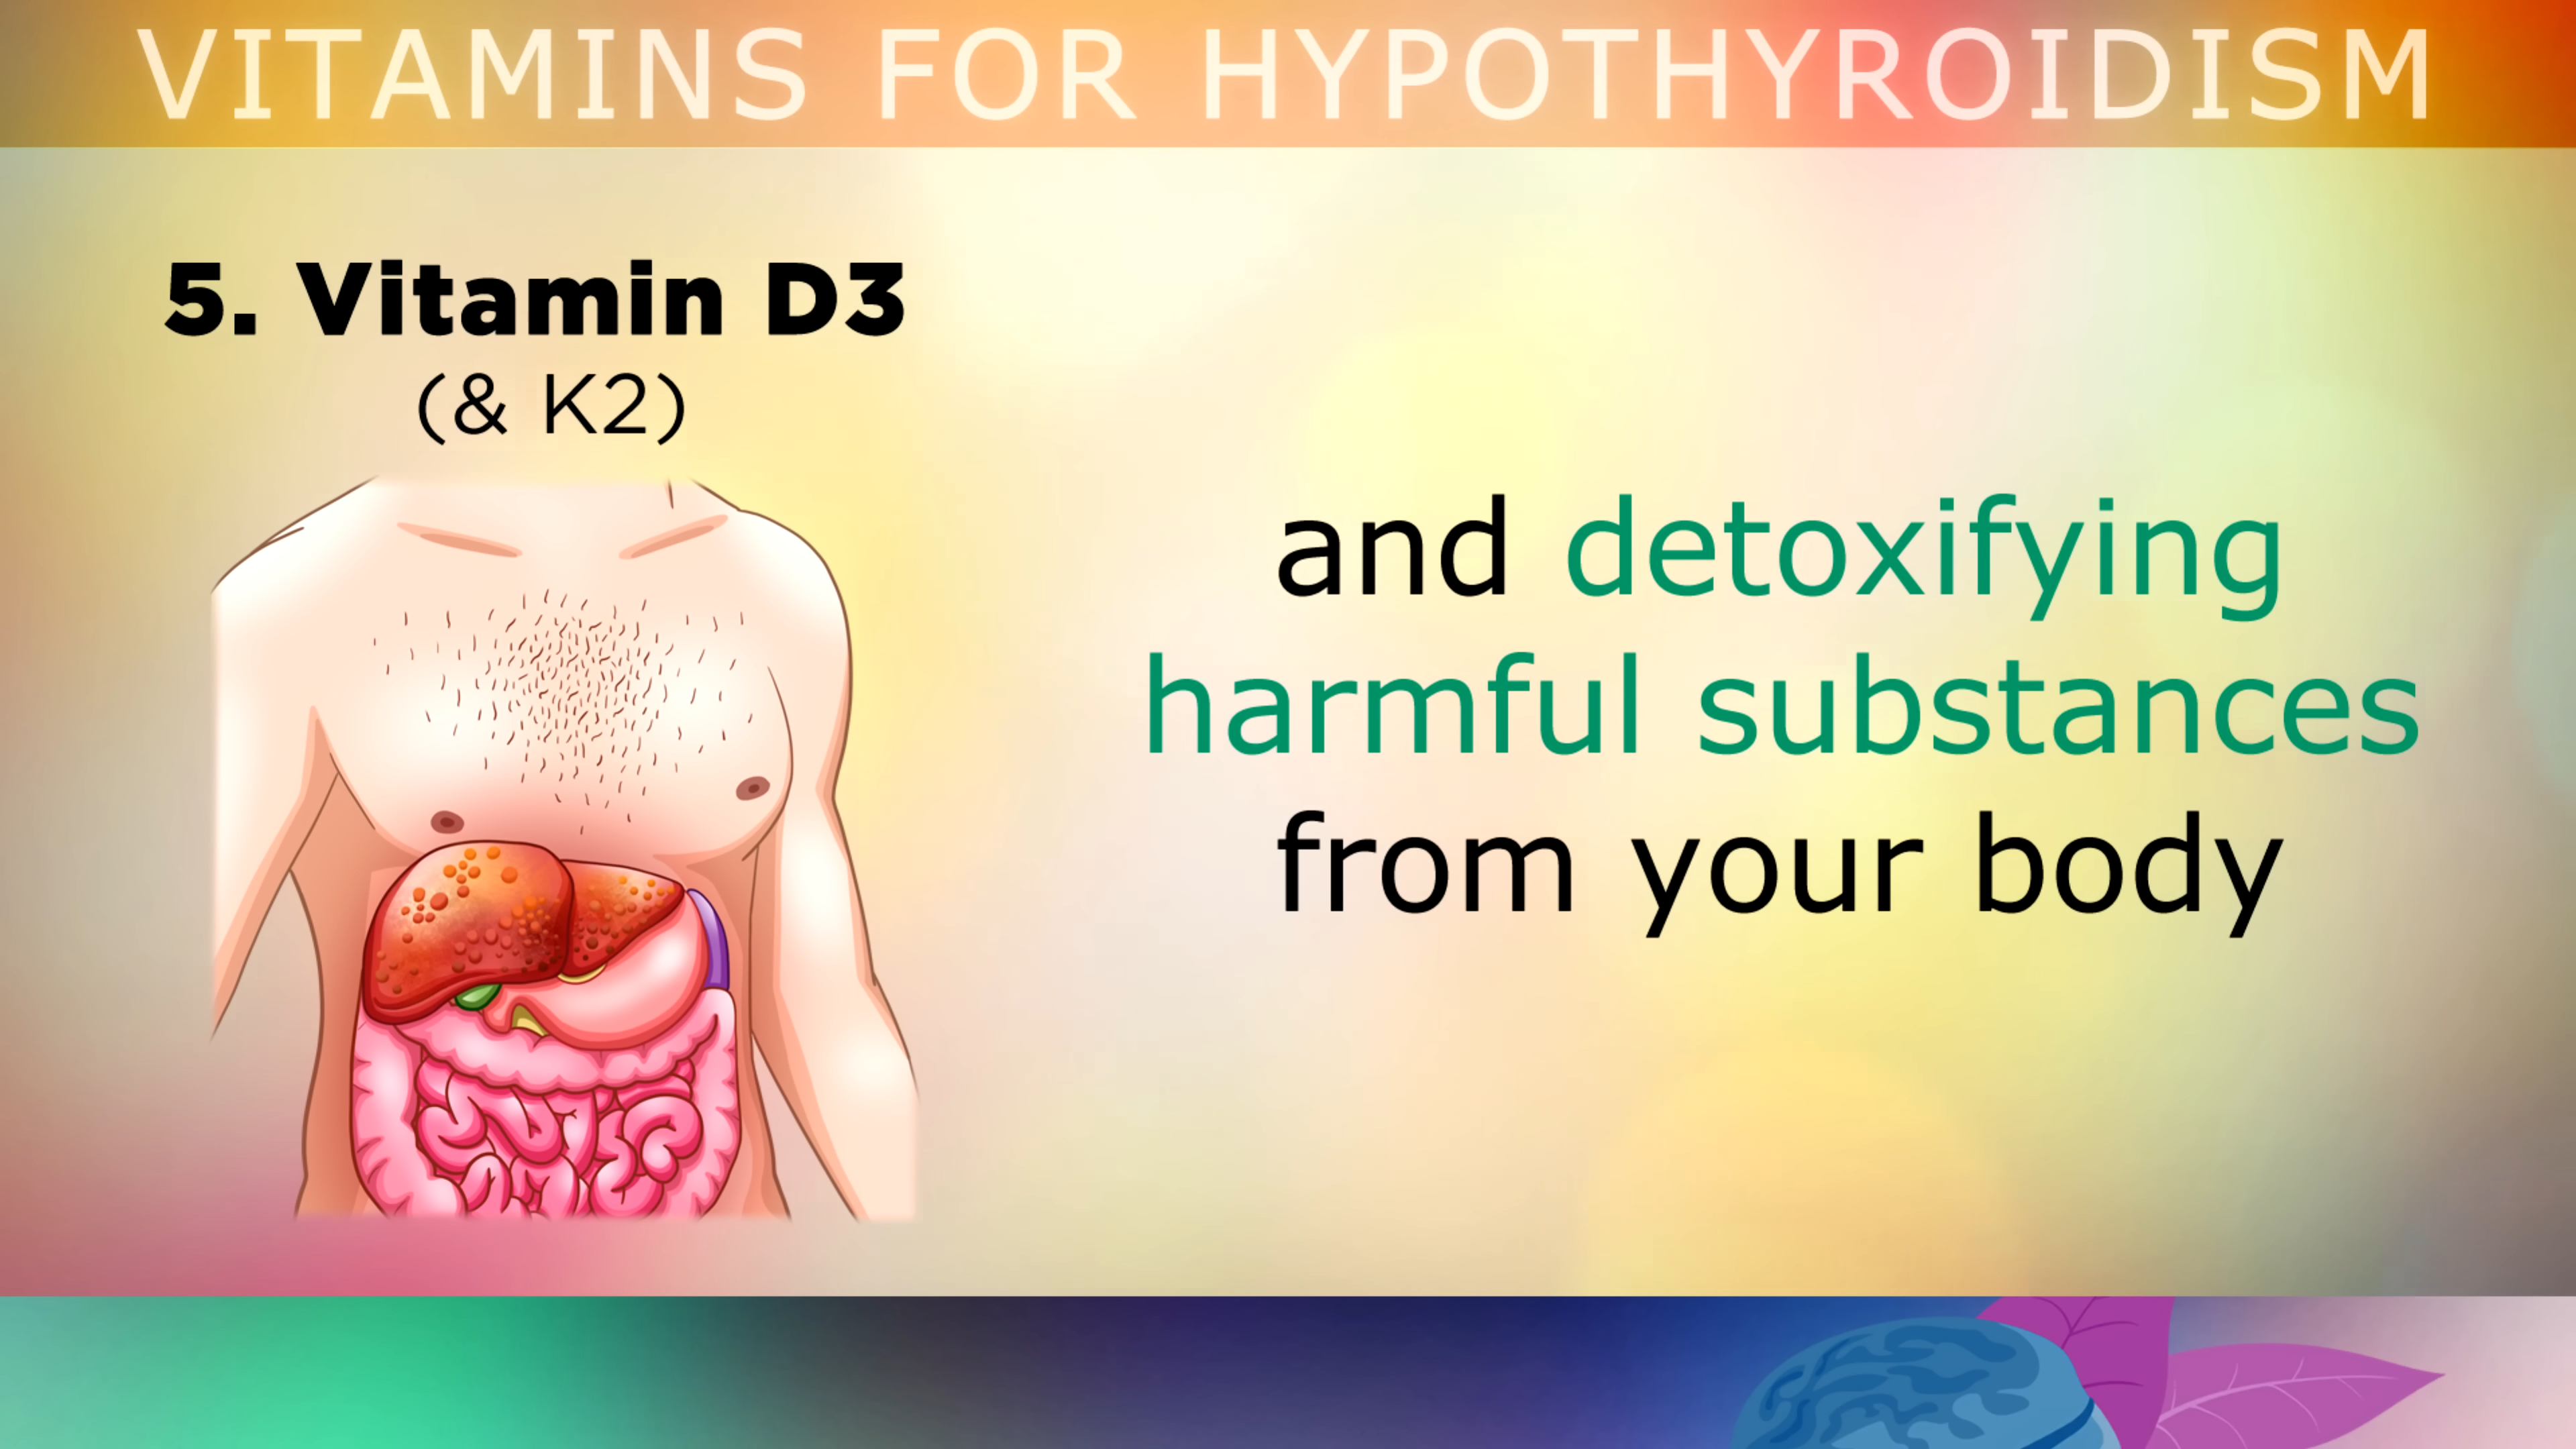 VITAMINS FOR HYPOTHYROIDISM
5. Vitamin D3
(& K2)
and detoxifying
harmful substances
from your body